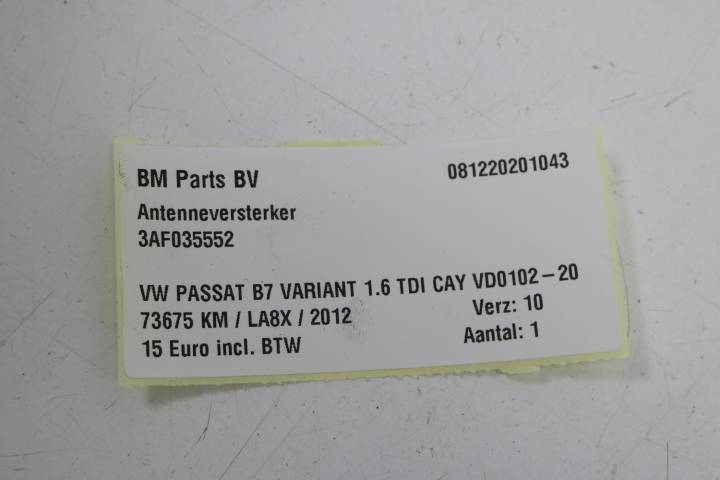 BM Parts BV 081220201043
Antenneversterker
3AF035552
VW PASSAT B7 VARIANT 1.6 TDI CAY VD0102-20
73675 KM / LA8X / 2012 Verz: 10
15 Euro incl. BTW Aantal: 1